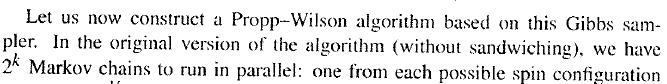 Let us now construct a Propp–Wilson algorithm based on this Gibbs sam-
pler. In the original version of the algorithm (without sandwiching), we have
2^k Markov chains to run in parallel: one from each possible spin configuration